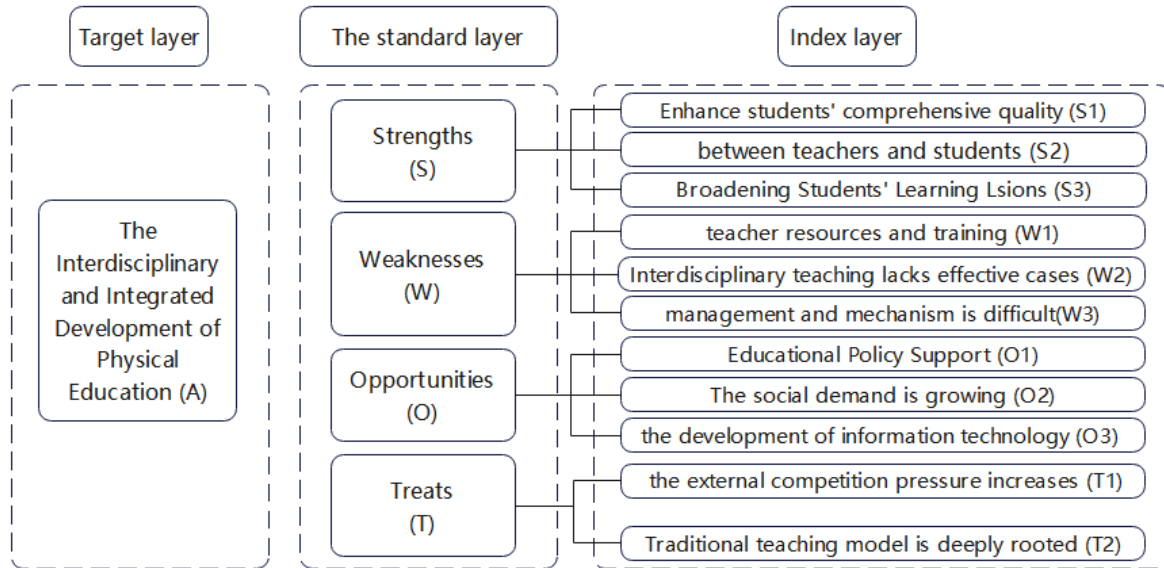 Target layer
The standard layer
Index layer
The
Interdisciplinary
and Integrated
Development of
Physical
Education (A)
Strengths
(S)
Enhance students' comprehensive quality (S1)
between teachers and students (S2)
Broadening Students' Learning Lsions (S3)
Weaknesses
(W)
teacher resources and training (W1)
Interdisciplinary teaching lacks effective cases (W2)
management and mechanism is difficult(W3)
Opportunities
(O)
Educational Policy Support (O1)
The social demand is growing (O2)
the development of information technology (O3)
Treats
(T)
the external competition pressure increases (T1)
Traditional teaching model is deeply rooted (T2)